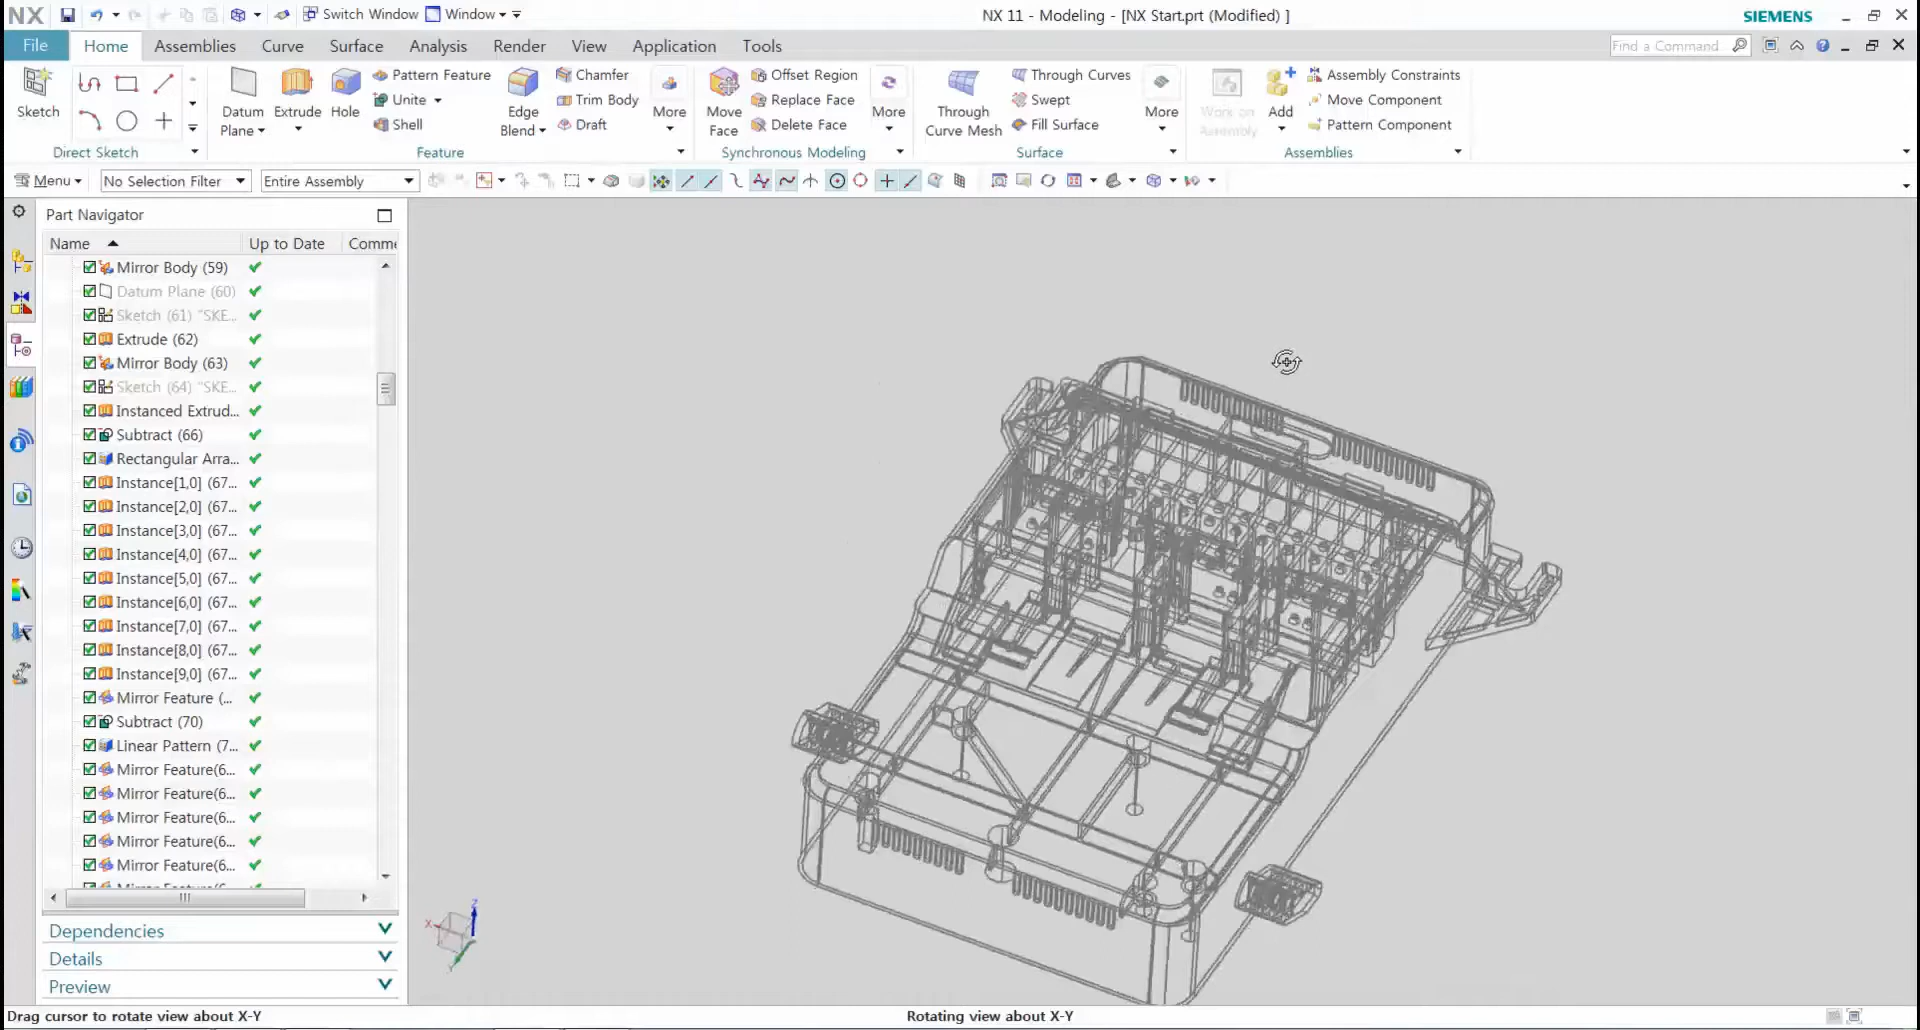 NX Switch Window Window NX 11 - Modeling - [NX Start.prt (Modified) ] SIEMENS
File Home Assemblies Curve Surface Analysis Render View Application Tools Find a Command
Sketch
Direct Sketch
Datum Plane
Extrude
Hole
Pattern Feature
Unite
Shell
Edge Blend
Chamfer
Trim Body
Draft
More
Feature
Move Face
Offset Region
Replace Face
Delete Face
More
Synchronous Modeling
Through Curve Mesh
Through Curves
Swept
Fill Surface
More
Surface
Work on Assembly
Add
Assembly Constraints
Move Component
Pattern Component
Assemblies
Menu No Selection Filter Entire Assembly
Part Navigator
Name Up to Date Comme
Mirror Body (59)
Datum Plane (60)
Sketch (61) "SKE...
Extrude (62)
Mirror Body (63)
Sketch (64) "SKE...
Instanced Extrud...
Subtract (66)
Rectangular Arra...
Instance[1,0] (67...
Instance[2,0] (67...
Instance[3,0] (67...
Instance[4,0] (67...
Instance[5,0] (67...
Instance[6,0] (67...
Instance[7,0] (67...
Instance[8,0] (67...
Instance[9,0] (67...
Mirror Feature (...
Subtract (70)
Linear Pattern (7...
Mirror Feature(6...
Mirror Feature(6...
Mirror Feature(6...
Mirror Feature(6...
Mirror Feature(6...
Dependencies
Details
Preview
X
Z
Y
Drag cursor to rotate view about X-Y Rotating view about X-Y